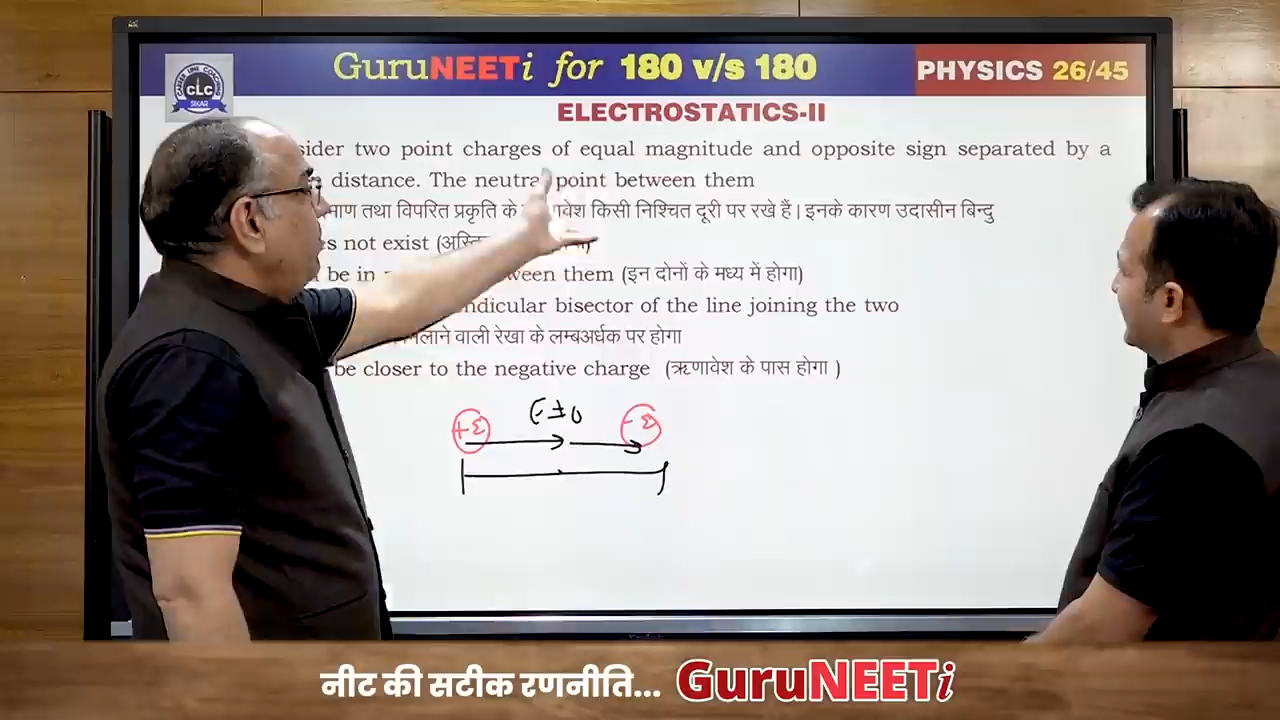 GuruNEETi for 180 v/s 180
PHYSICS 26/45
CLC
SIKAR
ELECTROSTATICS-II
sider two point charges of equal magnitude and opposite sign separated by a
distance. The neutra point between them
माण तथा विपरित प्रकृति के वेश किसी निश्चित दूरी पर रखे हैं। इनके कारण उदासीन बिन्दु
s not exist
be in ween them (इन दोनों के मध्य में होगा)
ndicular bisector of the line joining the two
लाने वाली रेखा के लम्बअर्धक पर होगा
be closer to the negative charge (ऋणावेश के पास होगा )
E≠0
नीट की सटीक रणनीति... GuruNEETi